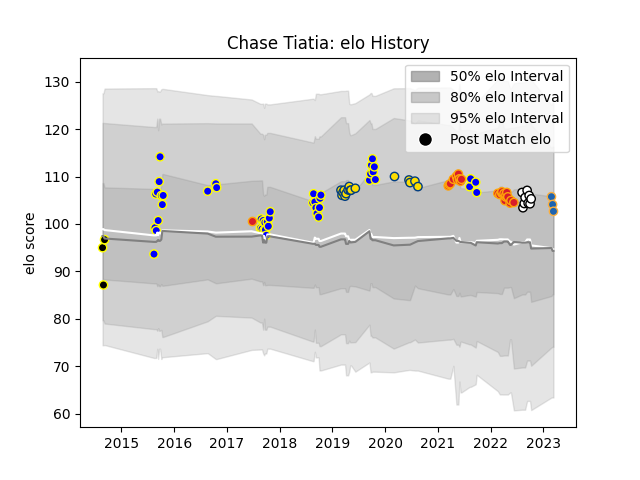 Chase Tiatia: elo History
50% elo Interval
80% elo Interval
95% elo Interval
Post Match elo
elo score
130
120
110
100
90
80
70
60
2015 2016 2017 2018 2019 2020 2021 2022 2023